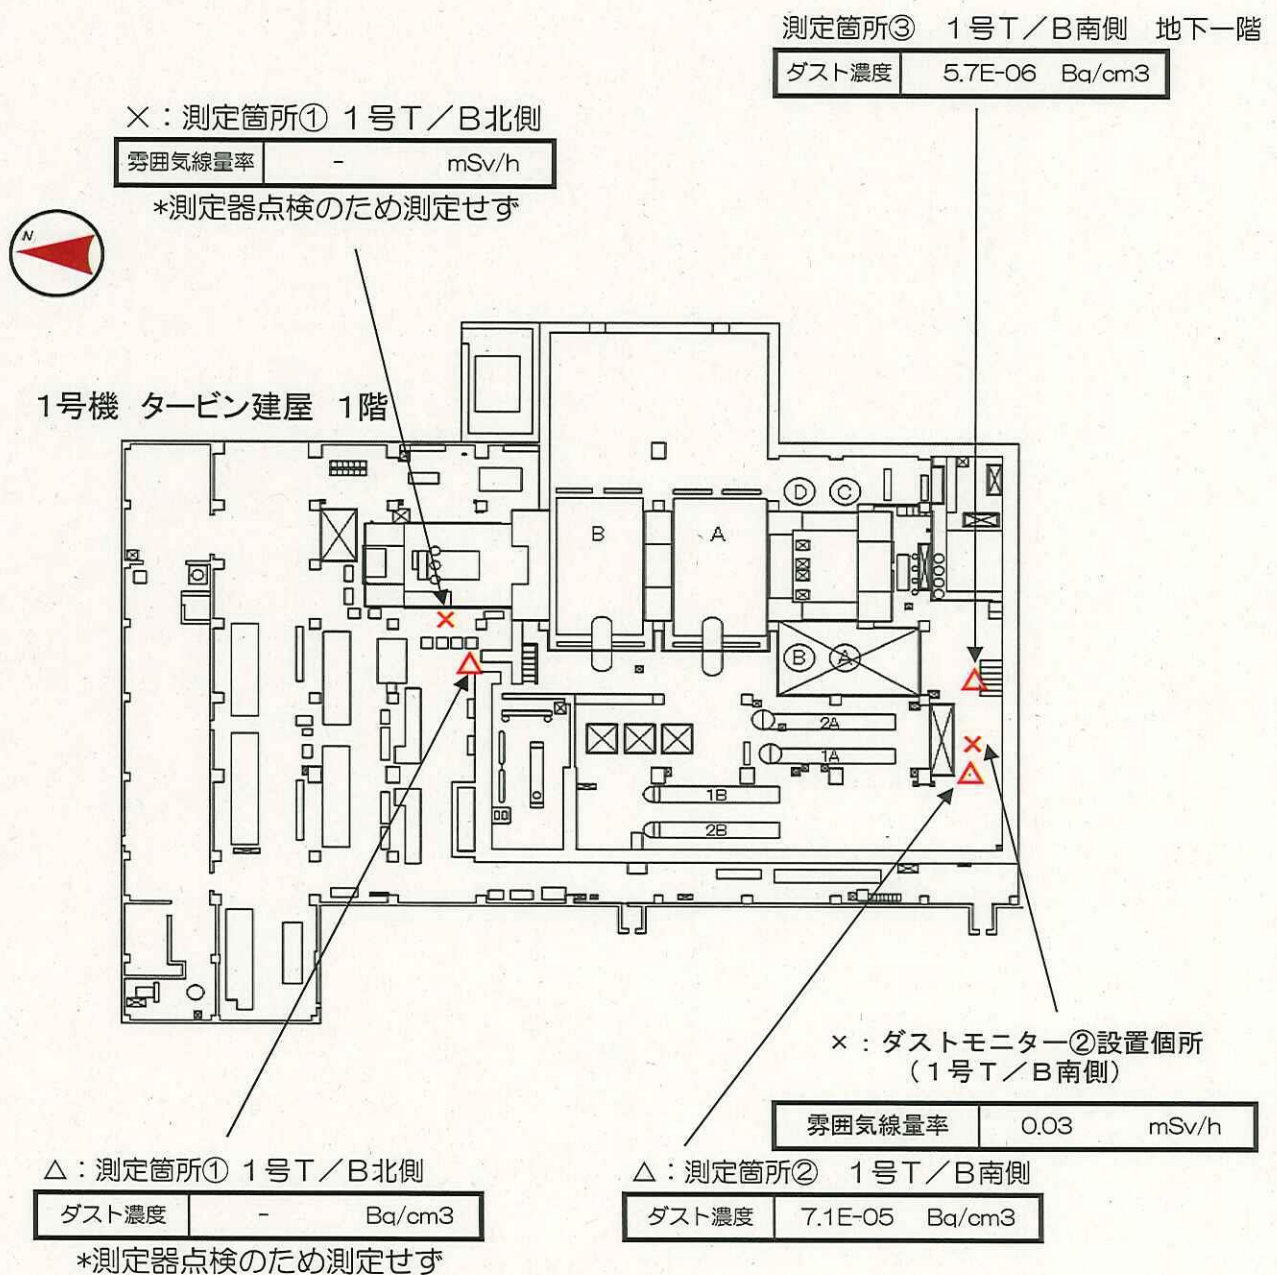 測定箇所③　1号T／B南側　地下一階
ダスト濃度 5.7E-06 Bq/cm3
×：測定箇所① 1号T／B北側
雰囲気線量率 - mSv/h
*測定器点検のため測定せず
N
1号機 タービン建屋 1階
D C
B A
B A
2A
1A
1B
2B
×：ダストモニター②設置個所
（1号T／B南側）
雰囲気線量率 0.03 mSv/h
△：測定箇所① 1号T／B北側
ダスト濃度 - Bq/cm3
*測定器点検のため測定せず
△：測定箇所②　1号T／B南側
ダスト濃度 7.1E-05 Bq/cm3